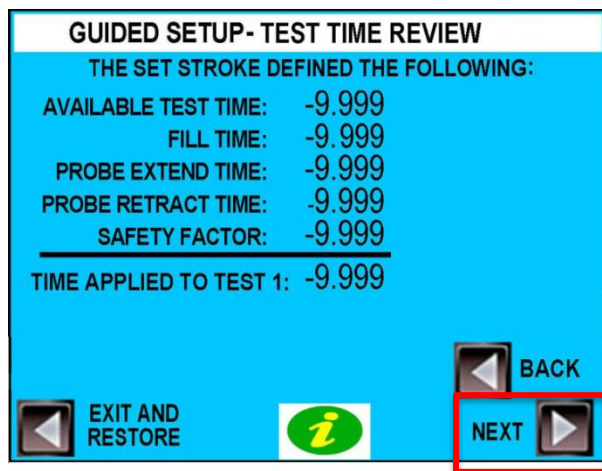 GUIDED SETUP- TEST TIME REVIEW
THE SET STROKE DEFINED THE FOLLOWING:
AVAILABLE TEST TIME: -9.999
FILL TIME: -9.999
PROBE EXTEND TIME: -9.999
PROBE RETRACT TIME: -9.999
SAFETY FACTOR: -9.999
TIME APPLIED TO TEST 1: -9.999
BACK
EXIT AND
RESTORE
i
NEXT